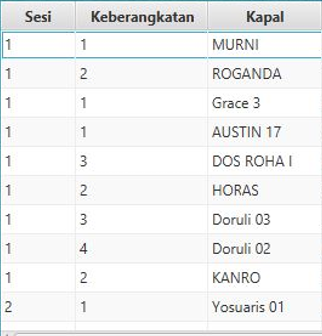 Sesi Keberangkatan Kapal
1 1 MURNI
1 2 ROGANDA
1 1 Grace 3
1 1 AUSTIN 17
1 3 DOS ROHA I
1 2 HORAS
1 3 Doruli 03
1 4 Doruli 02
1 2 KANRO
2 1 Yosuaris 01